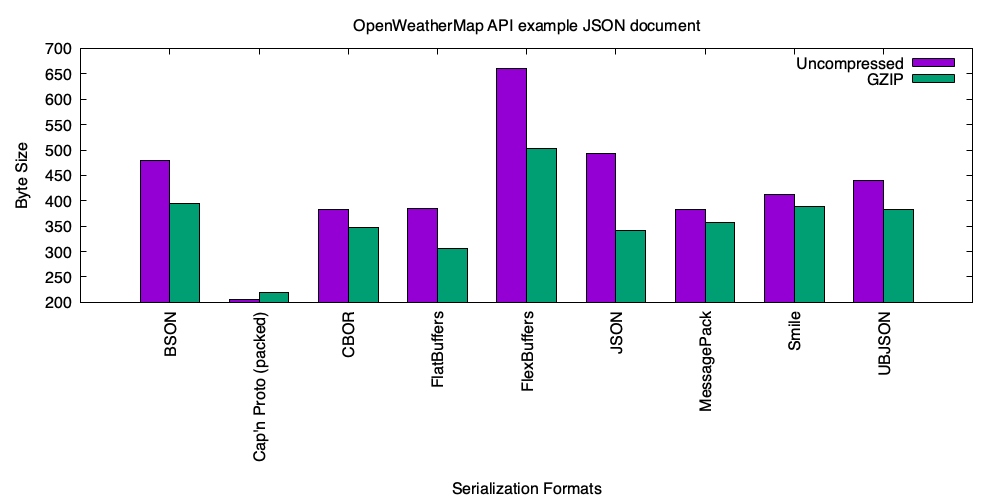 OpenWeatherMap API example JSON document
700
650
600
550
500
450
400
350
300
250
200
Byte Size
Uncompressed
GZIP
BSON
Cap'n Proto (packed)
CBOR
FlatBuffers
FlexBuffers
JSON
MessagePack
Smile
UBJSON
Serialization Formats